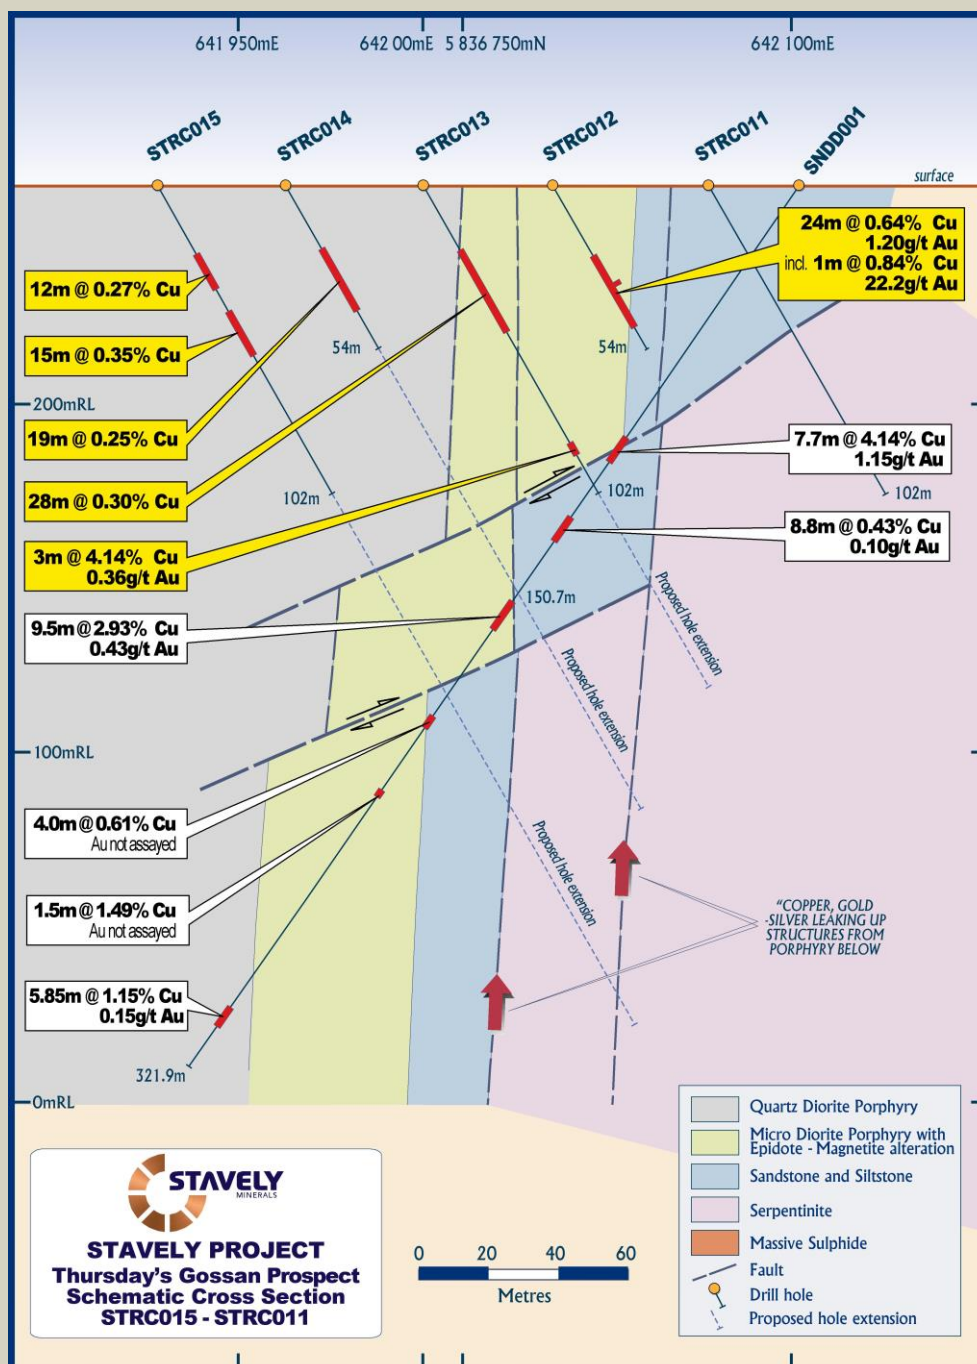 641 950mE
642 00mE
5 836 750mN
642 100mE
STRC015
STRC014
STRC013
STRC012
STRC011
SNDD001
surface
24m @ 0.64% Cu
1.20g/t Au
incl. 1m @ 0.84% Cu
22.2g/t Au
12m @ 0.27% Cu
15m @ 0.35% Cu
54m
54m
200mRL
19m @ 0.25% Cu
7.7m @ 4.14% Cu
1.15g/t Au
28m @ 0.30% Cu
102m
102m
102m
8.8m @ 0.43% Cu
0.10g/t Au
3m @ 4.14% Cu
0.36g/t Au
150.7m
9.5m @ 2.93% Cu
0.43g/t Au
Proposed hole extension
Proposed hole extension
Proposed hole extension
100mRL
4.0m @ 0.61% Cu
Au not assayed
1.5m @ 1.49% Cu
Au not assayed
"COPPER, GOLD
-SILVER LEAKING UP
STRUCTURES FROM
PORPHYRY BELOW
5.85m @ 1.15% Cu
0.15g/t Au
321.9m
0mRL
Quartz Diorite Porphyry
Micro Diorite Porphyry with
Epidote - Magnetite alteration
Sandstone and Siltstone
Serpentinite
Massive Sulphide
Fault
Drill hole
Proposed hole extension
STAVELY
MINERALS
STAVELY PROJECT
Thursday's Gossan Prospect
Schematic Cross Section
STRC015 - STRC011
0 20 40 60
Metres